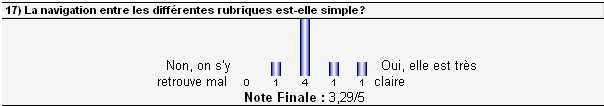 17) La navigation entre les différentes rubriques est-elle simple?
Non, on s'y Oui, elle est très
retrouve mal 0 1 4 1 1 claire
Note Finale : 3,29/5